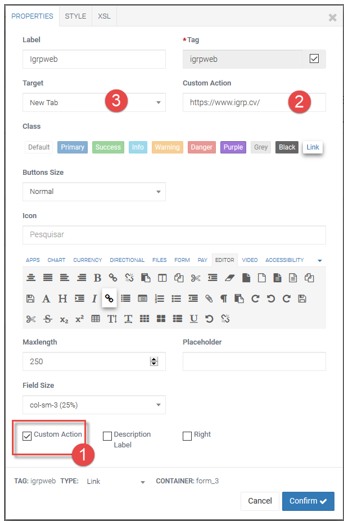 PROPERTIES STYLE XSL
Label * Tag
Igrpweb igrpweb
Target Custom Action
New Tab 3 https://www.igrp.cv/ 2
Class
Default Primary Success Info Warning Danger Purple Grey Black Link
Buttons Size
Normal
Icon
Pesquisar
APPS CHART CURRENCY DIRECTIONAL FILES FORM PAY EDITOR VIDEO ACCESSIBILITY
Maxlength Placeholder
250
Field Size
col-sm-3 (25%)
Custom Action Description Label Right
1
TAG: igrpweb TYPE: Link CONTAINER: form_3
Cancel Confirm